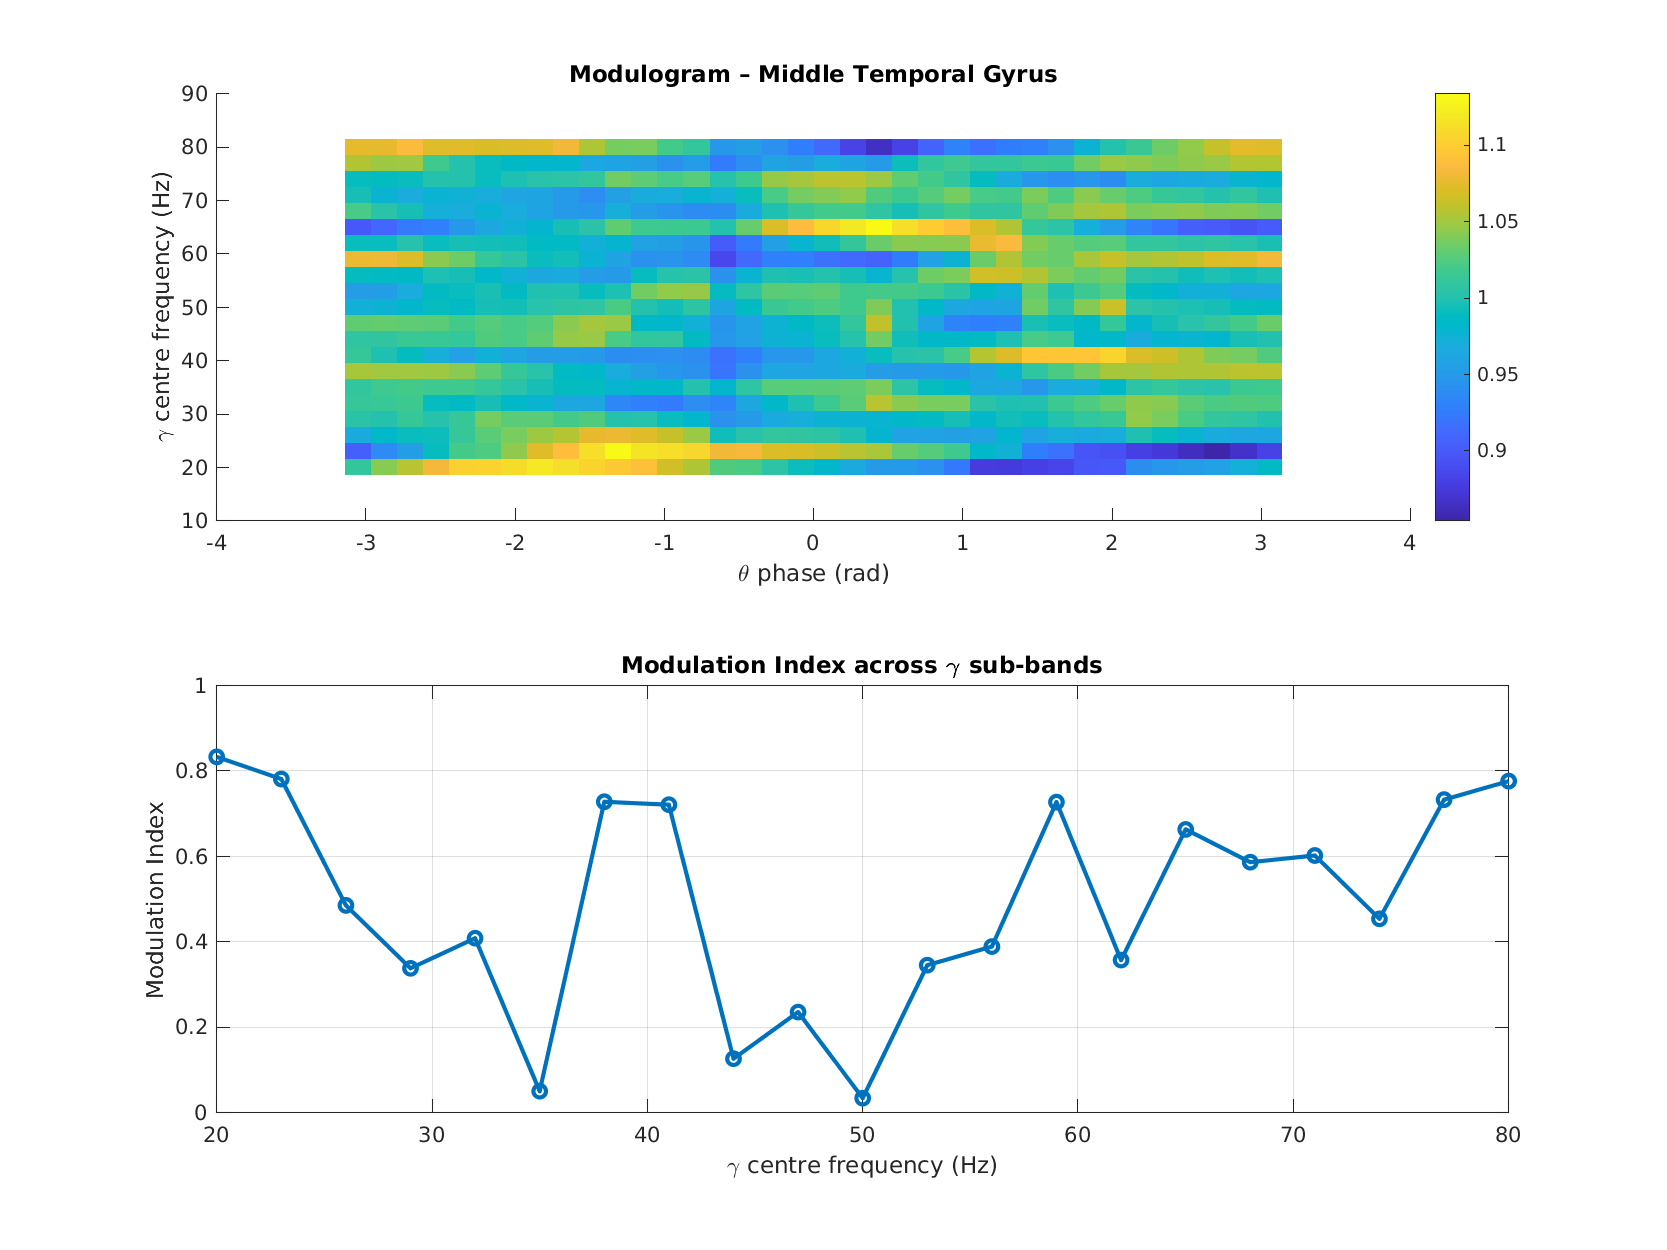 Modulogram – Middle Temporal Gyrus
γ centre frequency (Hz)
90
80
70
60
50
40
30
20
10
-4 -3 -2 -1 0 1 2 3 4
θ phase (rad)
1.1
1.05
1
0.95
0.9
Modulation Index across γ sub-bands
Modulation Index
1
0.8
0.6
0.4
0.2
0
20 30 40 50 60 70 80
γ centre frequency (Hz)